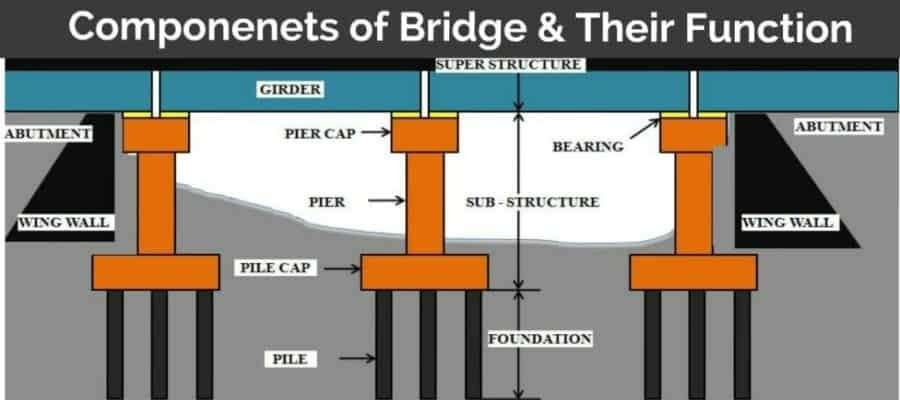 Componenets of Bridge & Their Function
SUPER STRUCTURE
GIRDER
ABUTMENT
PIER CAP
BEARING
ABUTMENT
PIER
SUB - STRUCTURE
WING WALL
WING WALL
PILE CAP
FOUNDATION
PILE